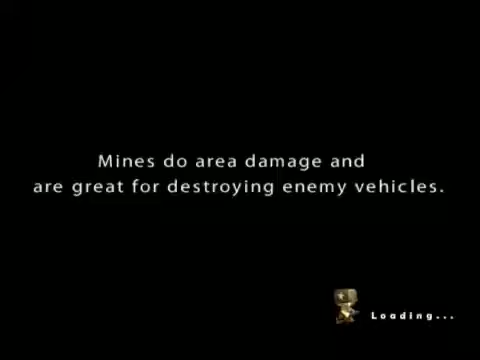 Mines do area damage and
are great for destroying enemy vehicles.
Loading...